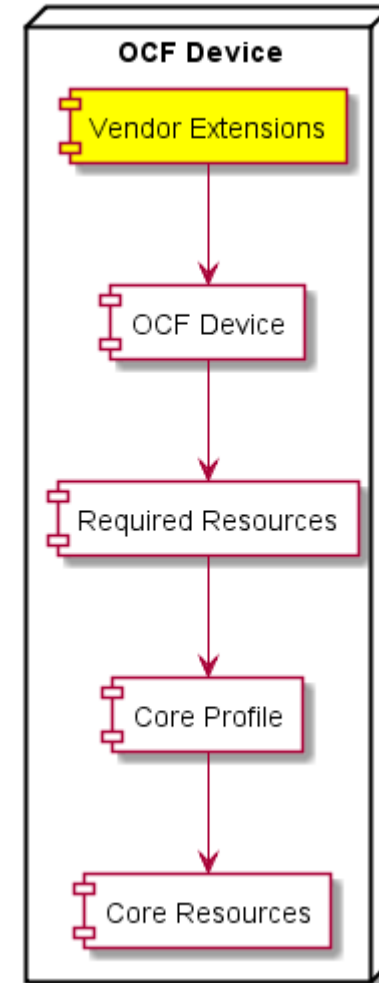 OCF Device
Vendor Extensions
OCF Device
Required Resources
Core Profile
Core Resources